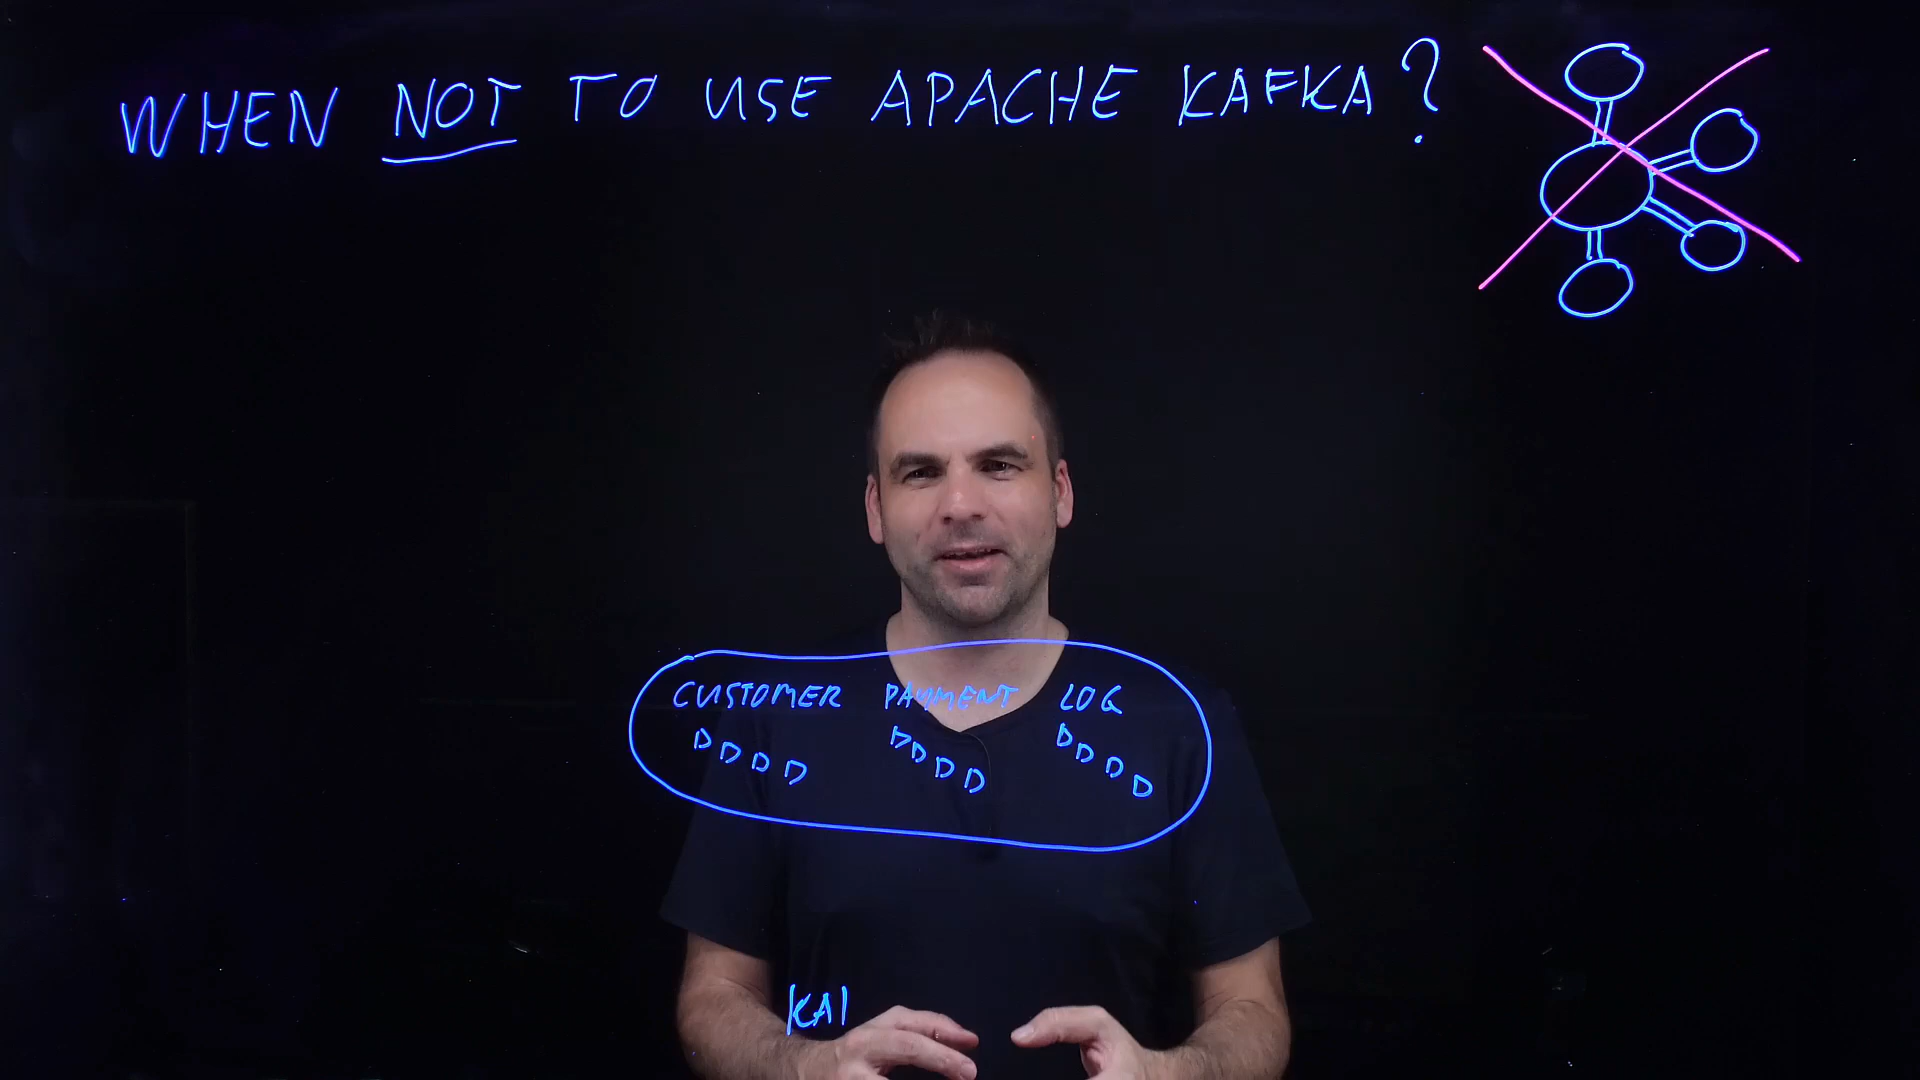 WHEN NOT TO USE APACHE KAFKA?
CUSTOMER PAYMENT LOG
D D D D D D D D D D D D
KAI